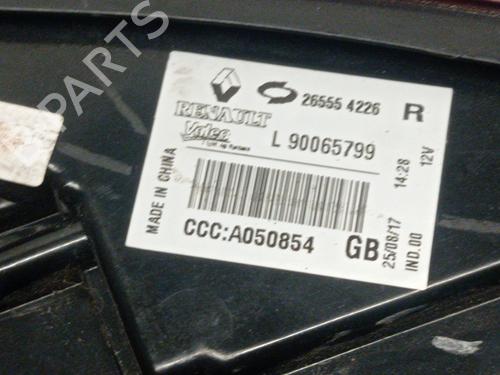 26555 4226 R
RENAULT
Valeo
L 90065799
MADE IN CHINA
CCC:A050854 GB
25/08/17 14:28
IND.00 12V
B-PARTS